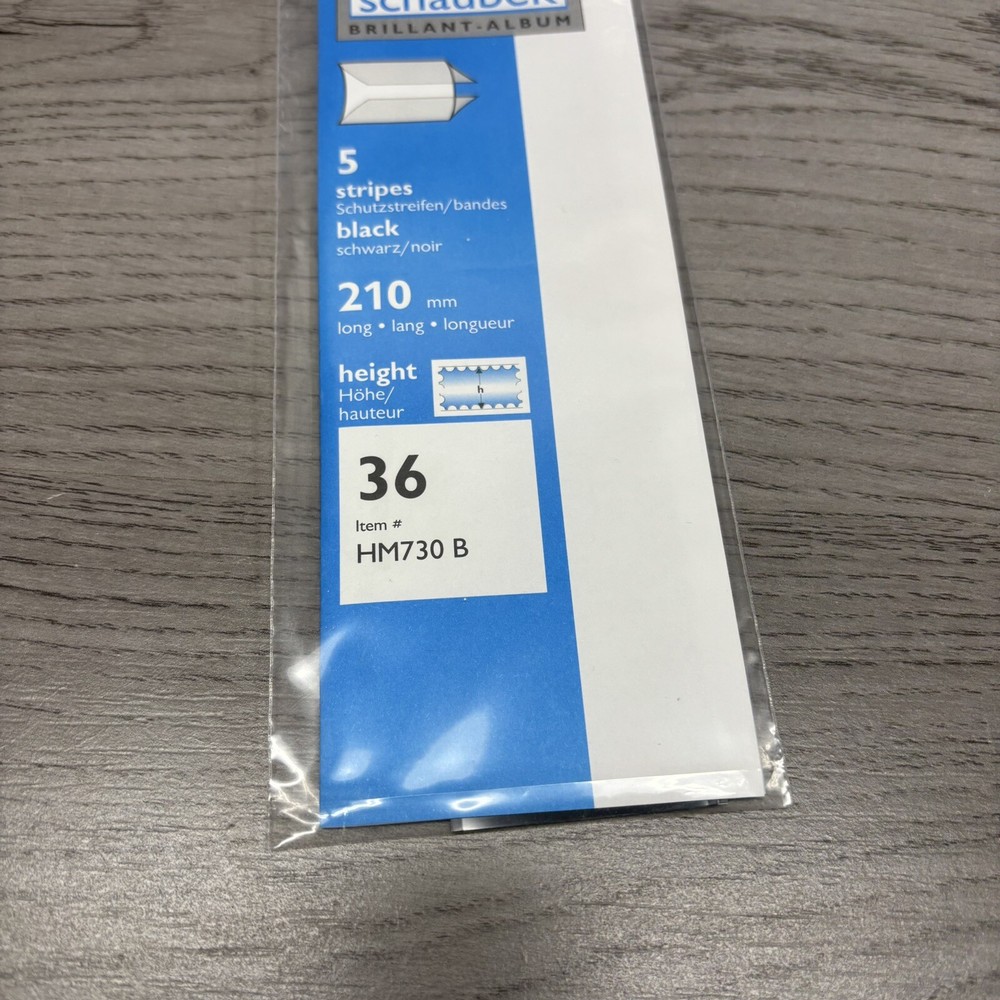 schaubek
BRILLANT-ALBUM
5
stripes
Schutzstreifen/bandes
black
schwarz/noir
210 mm
long • lang • longueur
height
Höhe/
hauteur
h
36
Item #
HM730 B